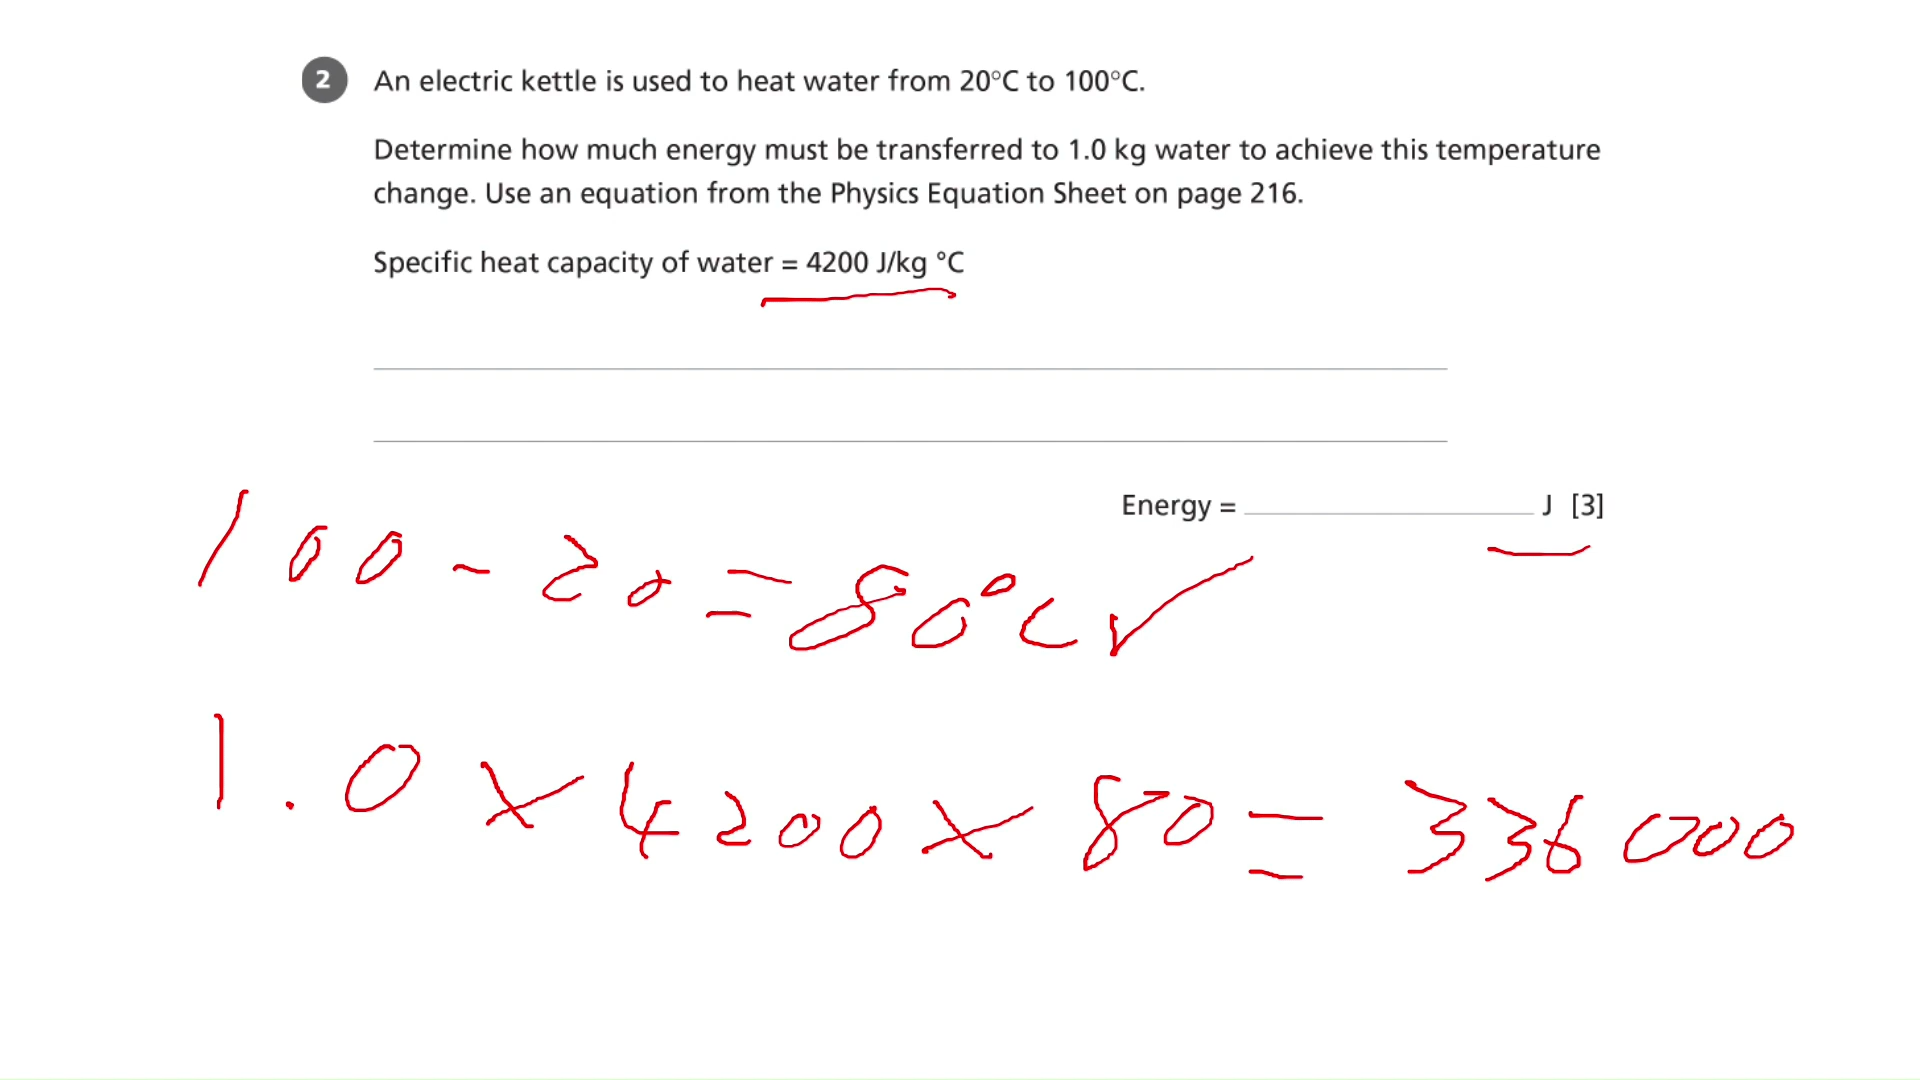 2 An electric kettle is used to heat water from 20°C to 100°C.
Determine how much energy must be transferred to 1.0 kg water to achieve this temperature
change. Use an equation from the Physics Equation Sheet on page 216.
Specific heat capacity of water = 4200 J/kg °C
Energy = J [3]
100 - 20 = 80°C ✓
1.0 × 4200 × 80 = 336000